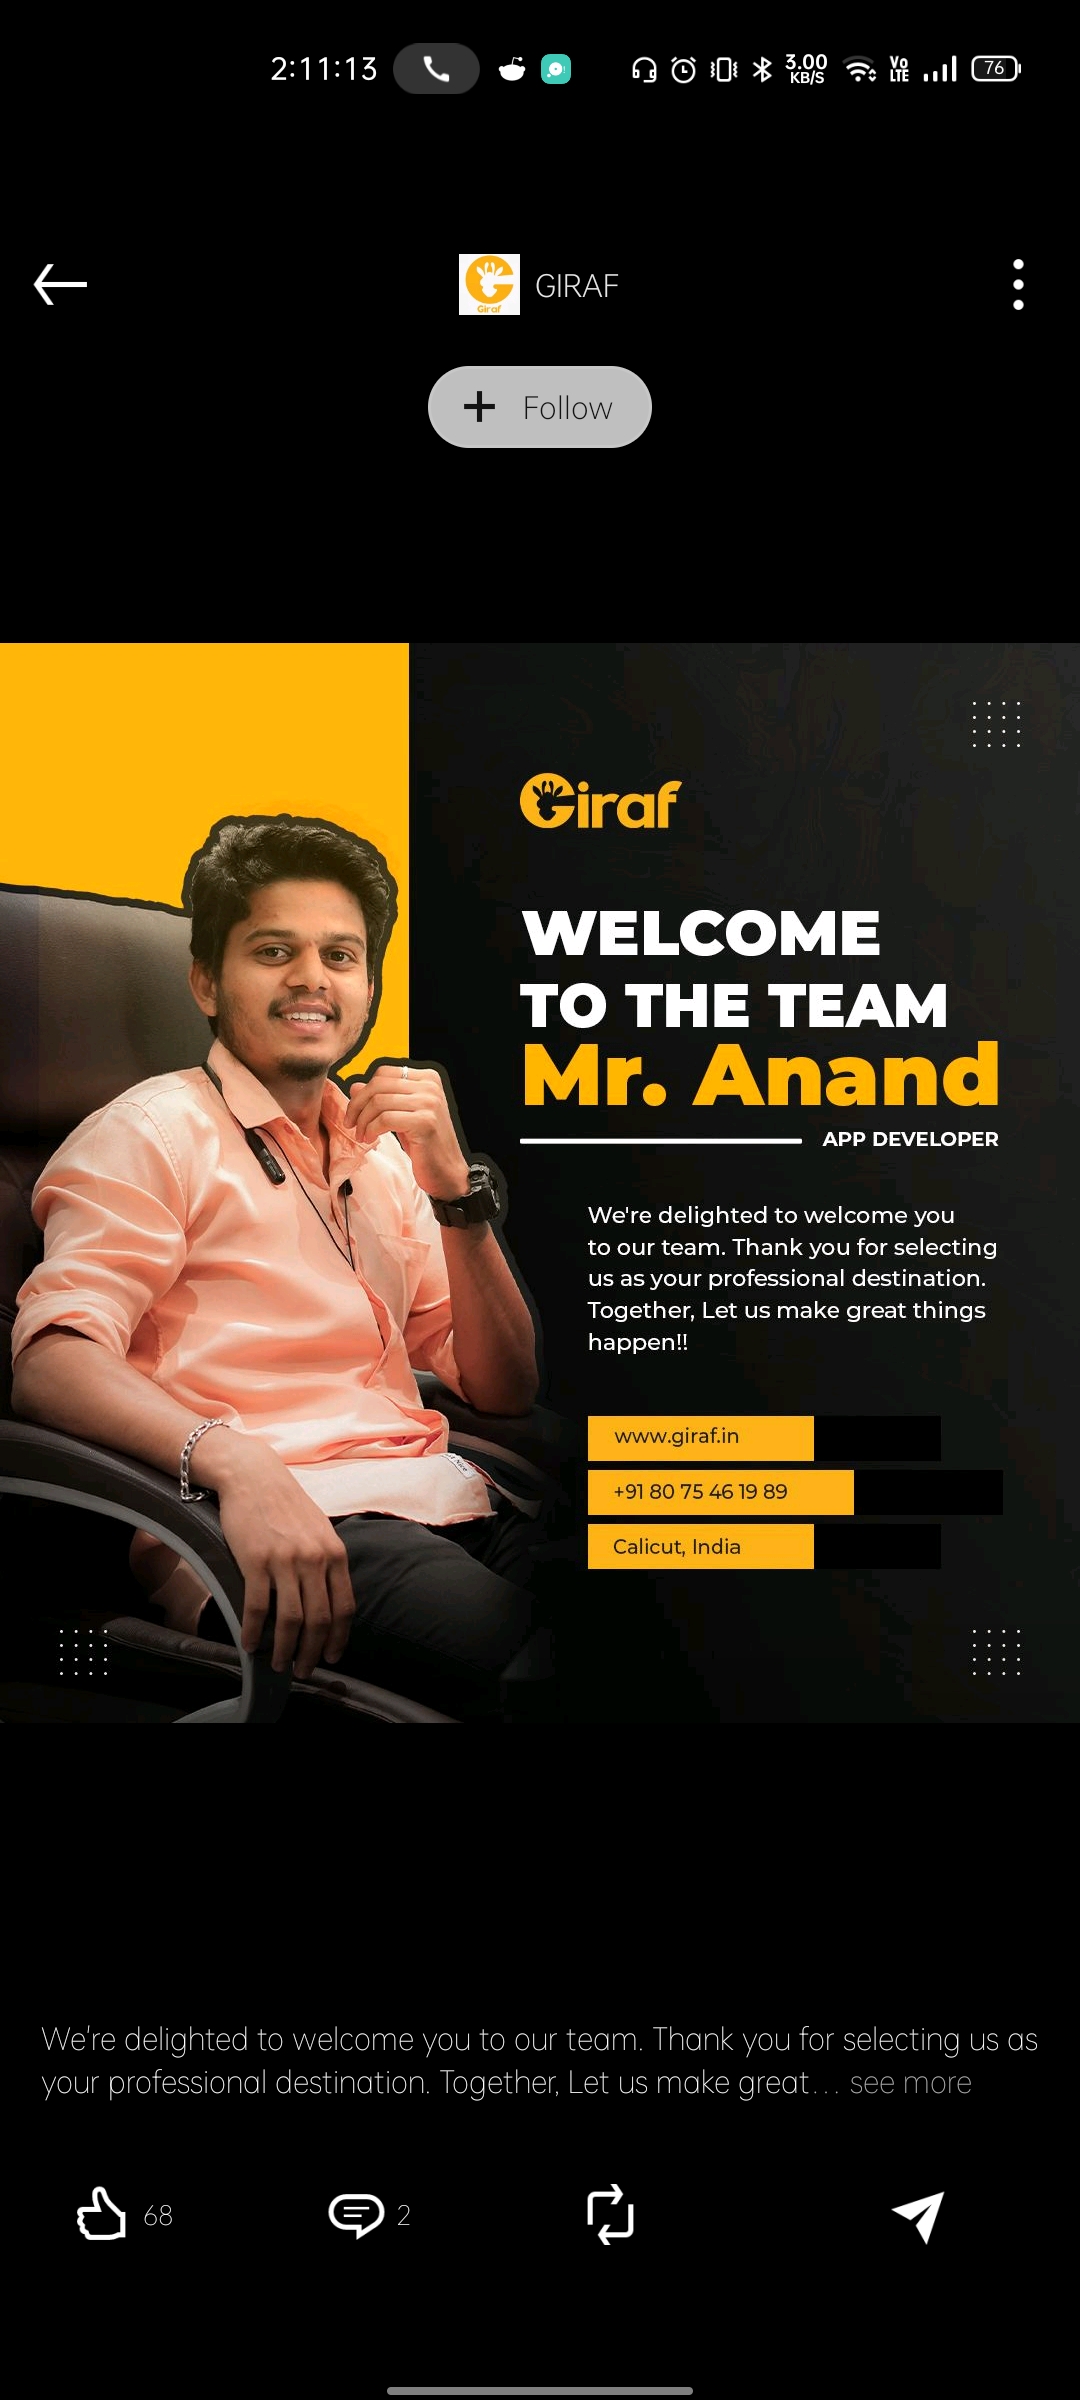 2:11:13
3.00
KB/S
Vo
LTE
76
Giraf
GIRAF
+ Follow
Giraf
WELCOME
TO THE TEAM
Mr. Anand
APP DEVELOPER
We're delighted to welcome you
to our team. Thank you for selecting
us as your professional destination.
Together, Let us make great things
happen!!
www.giraf.in
+91 80 75 46 19 89
Calicut, India
We're delighted to welcome you to our team. Thank you for selecting us as
your professional destination. Together, Let us make great... see more
68
2